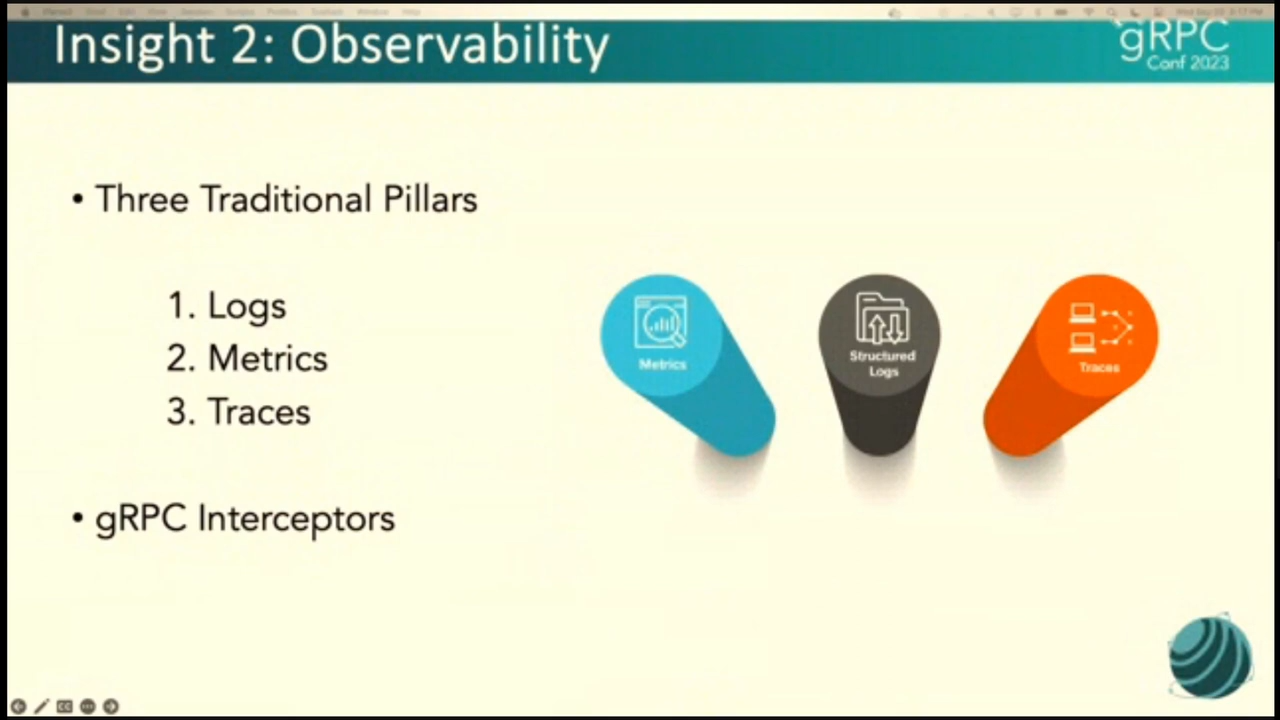 Insight 2: Observability
gRPC
Conf 2023
• Three Traditional Pillars
1. Logs
2. Metrics
3. Traces
• gRPC Interceptors
Metrics
Structured
Logs
Traces